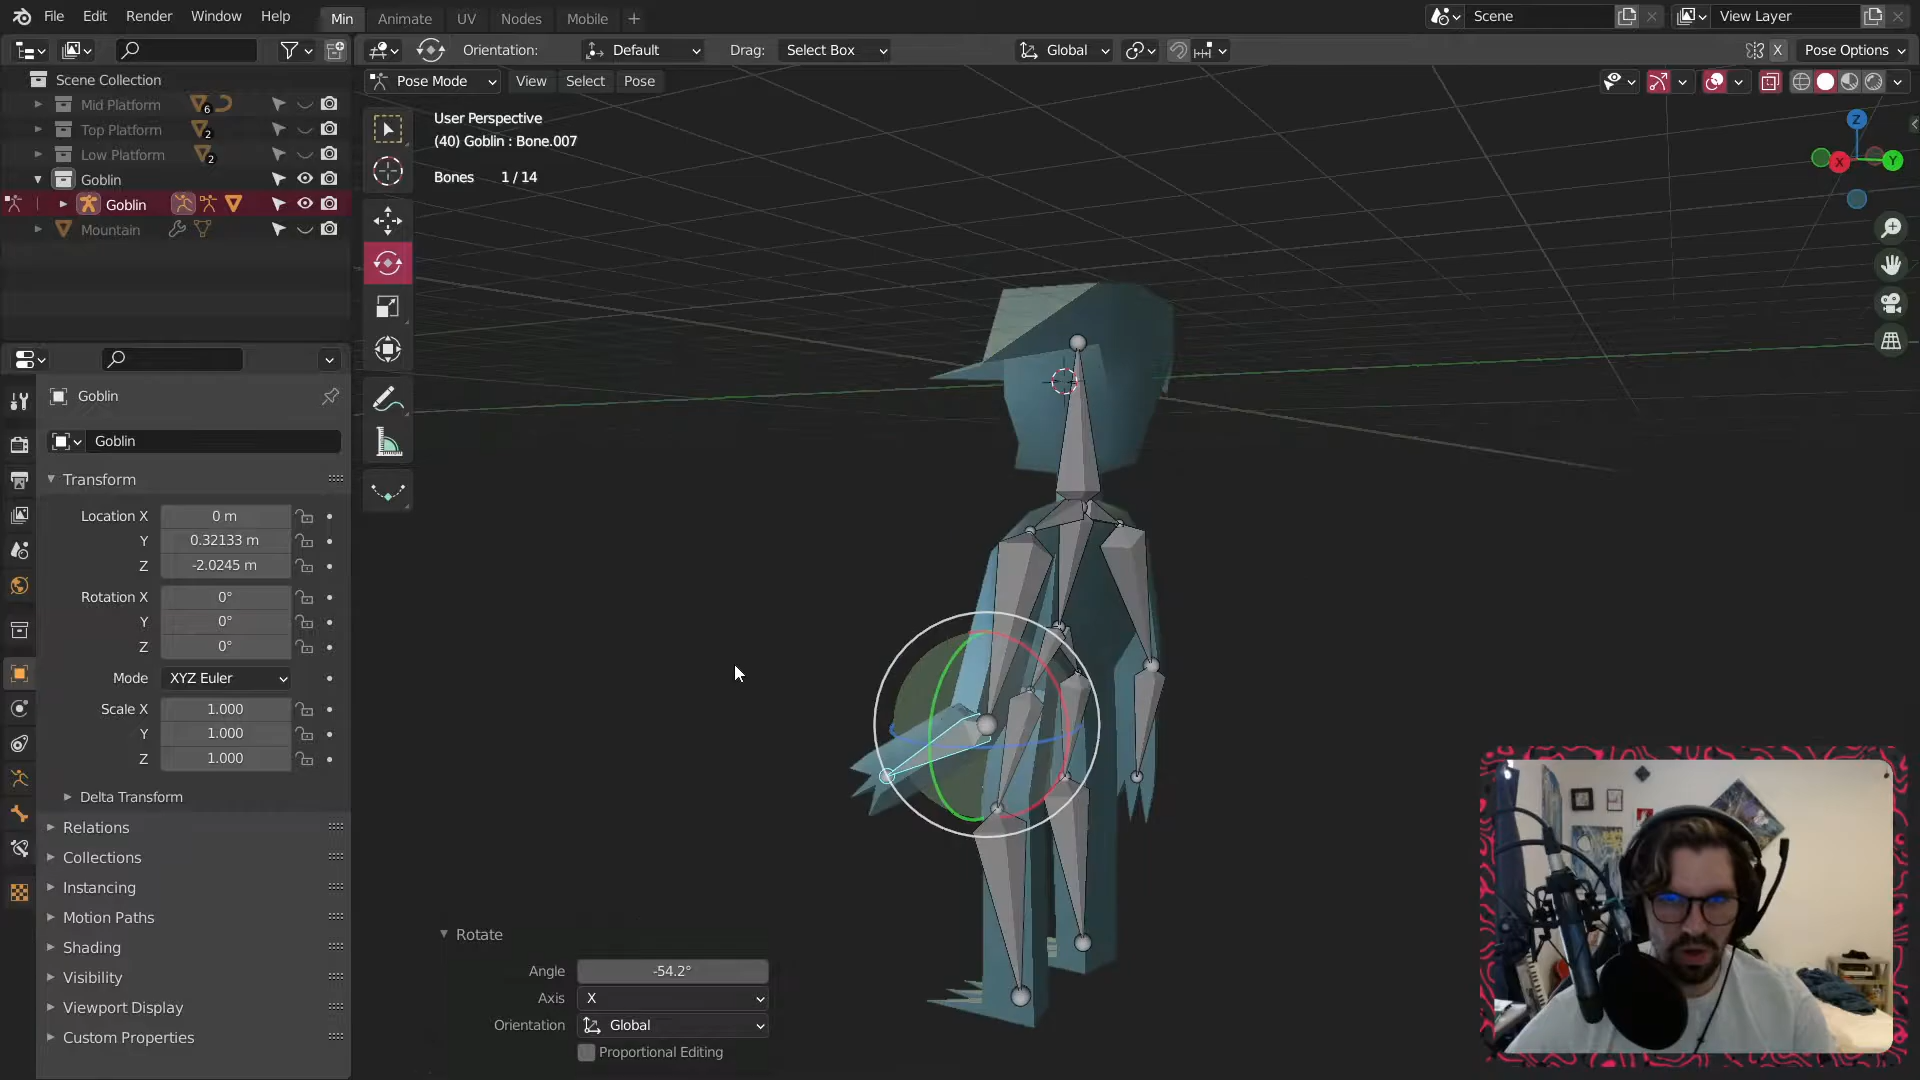 File Edit Render Window Help Min Animate UV Nodes Mobile + Scene View Layer
Orientation: Default Drag: Select Box Global X Pose Options
Pose Mode View Select Pose
Scene Collection
Mid Platform 6
Top Platform 2
Low Platform 2
Goblin
Goblin
Mountain
User Perspective
(40) Goblin : Bone.007
Bones 1 / 14
Z
X
Y
Goblin
Goblin
Transform
Location X 0 m
Y 0.32133 m
Z -2.0245 m
Rotation X 0°
Y 0°
Z 0°
Mode XYZ Euler
Scale X 1.000
Y 1.000
Z 1.000
Delta Transform
Relations
Collections
Instancing
Motion Paths
Shading
Visibility
Viewport Display
Custom Properties
Rotate
Angle -54.2°
Axis X
Orientation Global
Proportional Editing